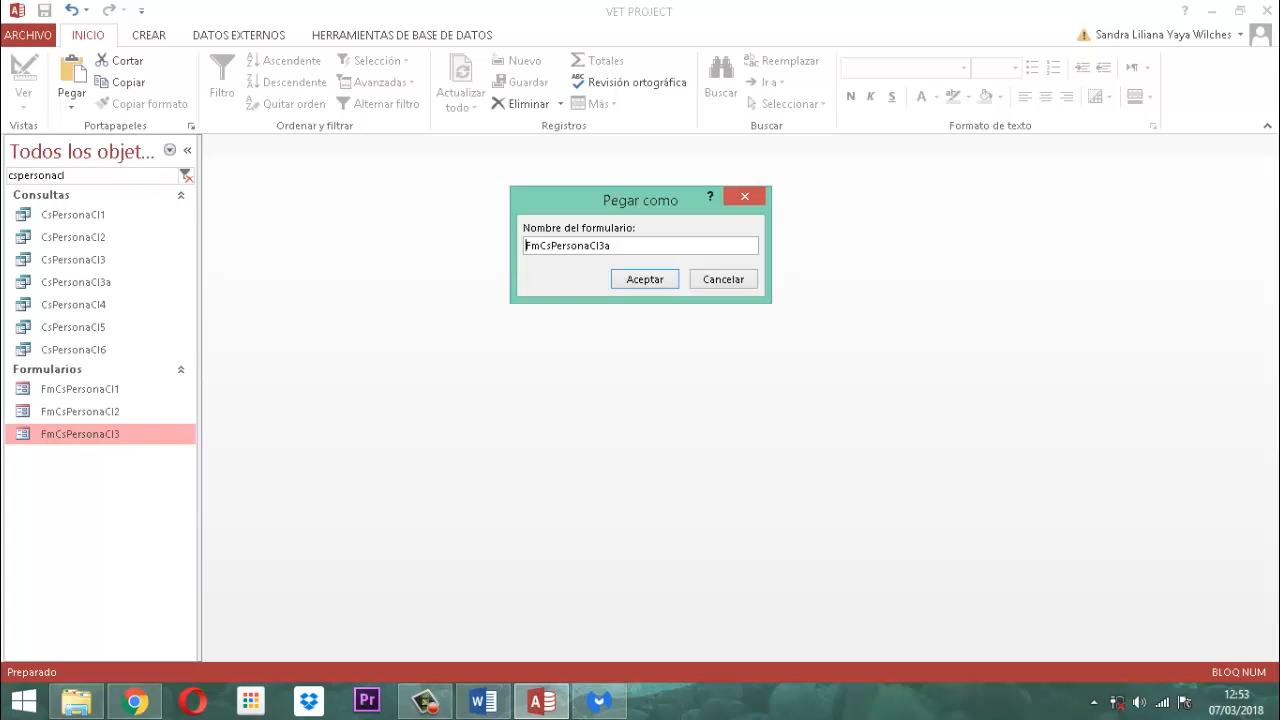 VET PROJECT
ARCHIVO INICIO CREAR DATOS EXTERNOS HERRAMIENTAS DE BASE DE DATOS Sandra Liliana Yaya Wilches
Ver
Vistas
Pegar
Cortar
Copiar
Copiar formato
Portapapeles
Filtro
Ascendente
Descendente
Quitar orden
Selección
Avanzadas
Alternar filtro
Ordenar y filtrar
Actualizar
todo
Nuevo
Guardar
Eliminar
Totales
Revisión ortográfica
Más
Registros
Buscar
Reemplazar
Ir a
Seleccionar
Buscar
N K S A
Formato de texto
Todos los objet...
cspersonacl
Consultas
CsPersonaCl1
CsPersonaCl2
CsPersonaCl3
CsPersonaCl3a
CsPersonaCl4
CsPersonaCl5
CsPersonaCl6
Formularios
FmCsPersonaCl1
FmCsPersonaCl2
FmCsPersonaCl3
Pegar como
Nombre del formulario:
FmCsPersonaCl3a
Aceptar Cancelar
Preparado BLOQ NUM
Pr
12:53
07/03/2018